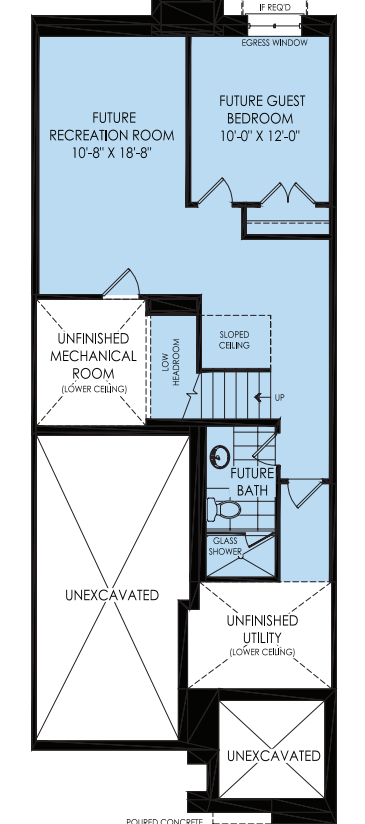 IF REQ'D
EGRESS WINDOW
FUTURE
RECREATION ROOM
10'-8" X 18'-8"
FUTURE GUEST
BEDROOM
10'-0" X 12'-0"
UNFINISHED
MECHANICAL
ROOM
(LOWER CEILING)
LOW
HEADROOM
SLOPED
CEILING
UP
FUTURE
BATH
GLASS
SHOWER
UNEXCAVATED
UNFINISHED
UTILITY
(LOWER CEILING)
UNEXCAVATED
POURED CONCRETE